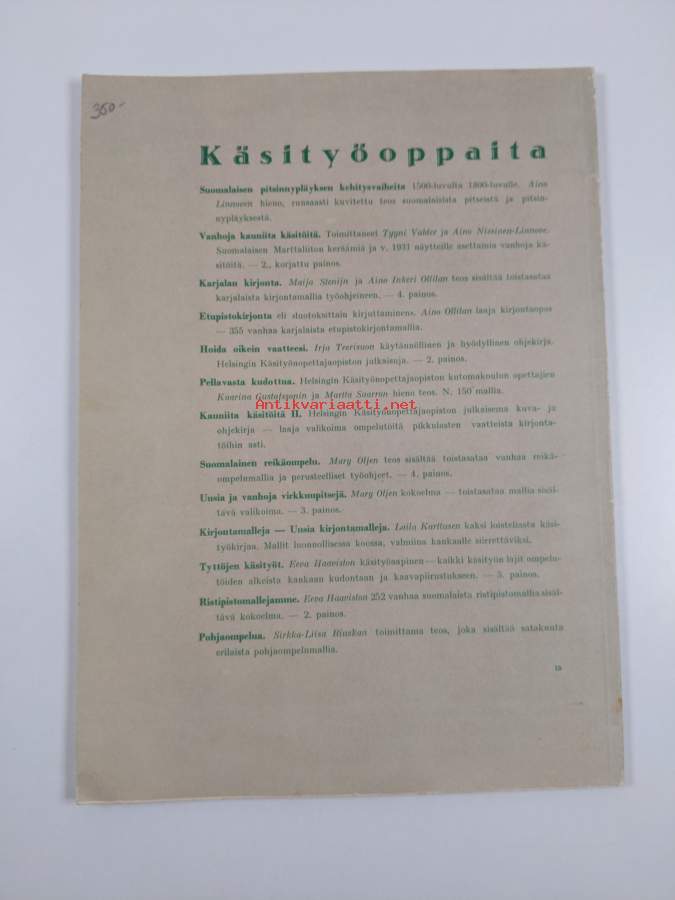 350-
Käsityöoppaita
Suomalaisen pitsinnypläyksen kehitysvaiheita 1500-luvulta 1800-luvulle. Aino
Linnoven hieno, runsaasti kuvitettu teos suomalaisista pitseistä ja pitsin-
nypläyksestä.
Vanhoja kauniita käsitöitä. Toimittaneet Tyyni Vahter ja Aino Nissinen-Linnove.
Suomalaisen Marttaliiton keräämiä ja v. 1931 näytteille asettamia vanhoja kä-
sitöitä. — 2., korjattu painos.
Karjalan kirjonta. Maija Stenij'n ja Aino Inkeri Ollilan teos sisältää toistasataa
karjalaista kirjontamallia työohjeineen. — 4. painos.
Etupistokirjonta eli »luotoksittain kirjuttaminen». Aino Ollilan laaja kirjontaopas
— 355 vanhaa karjalaista etupistokirjontamallia.
Hoida oikein vaatteesi. Irja Teerisuon käytännöllinen ja hyödyllinen ohjekirja.
Helsingin Käsityönopettajaopiston julkaisuja. — 2. painos.
Pellavasta kudottua. Helsingin Käsityönopettajaopiston kutomakoulun opettajien
Kaarina Gustafssonin ja Martta Saarron hieno teos. N. 150 mallia.
Antikvariaatti.net
Kauniita käsitöitä II. Helsingin Käsityönopettajaopiston julkaisema kuva- ja
ohjekirja — laaja valikoima ompelutöitä pikkulasten vaatteista kirjonta-
töihin asti.
Suomalainen reikäompelu. Mary Oljen teos sisältää toistasataa vanhaa reikä-
ompelumallia ja perusteelliset työohjeet. — 4. painos.
Uusia ja vanhoja virkkuupitsejä. Mary Oljen kokoelma — toistasataa mallia sisäl-
tävä valikoima. — 3. painos.
Kirjontamalleja — Uusia kirjontamalleja. Laila Karttusen kaksi loisteliasta käsi-
työkirjaa. Mallit luonnollisessa koossa, valmiina kankaalle siirrettäviksi.
Tyttöjen käsityöt. Eeva Haaviston käsityöaapinen — kaikki käsityön lajit ompelu-
töiden alkeista kankaan kudontaan ja kaavapiirustukseen. — 3. painos.
Ristipistomallejamme. Eeva Haaviston 252 vanhaa suomalaista ristipistomallia sisäl-
tävä kokoelma. — 2. painos.
Pohjaompelua. Sirkka-Liisa Riuskan toimittama teos, joka sisältää satakunta
erilaista pohjaompelumallia.